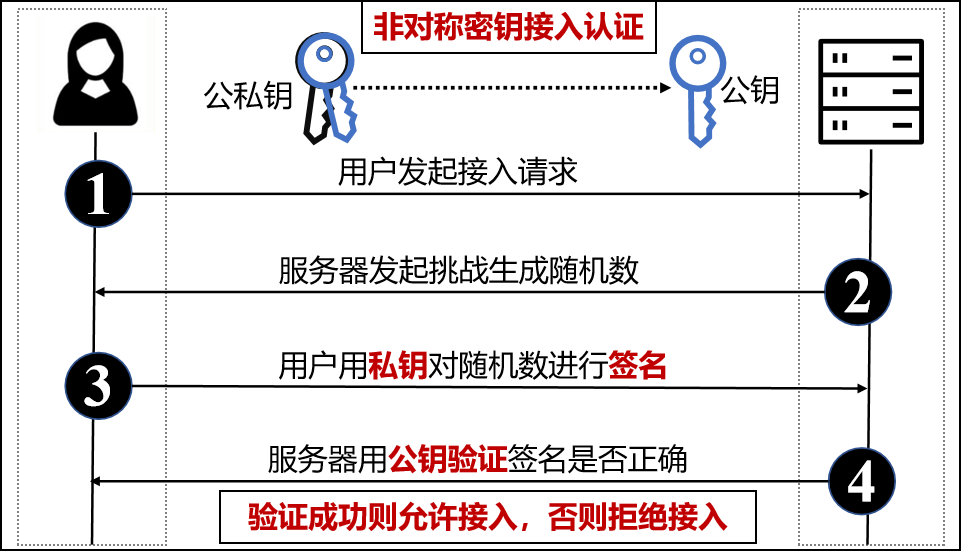 非对称密钥接入认证
公私钥
公钥
用户发起接入请求
1
服务器发起挑战生成随机数
2
用户用私钥对随机数进行签名
3
服务器用公钥验证签名是否正确
4
验证成功则允许接入，否则拒绝接入